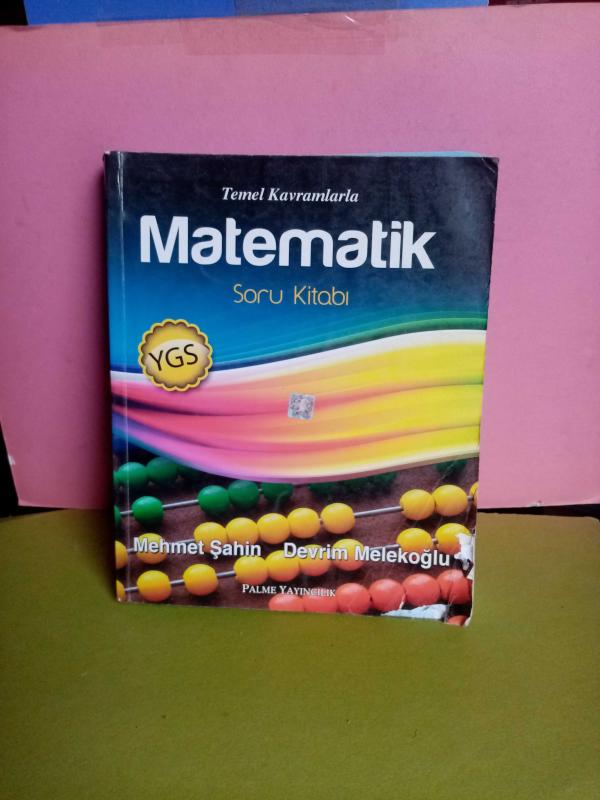 Temel Kavramlarla
Matematik
Soru Kitabı
YGS
Mehmet Şahin Devrim Melekoğlu
PALME YAYINCILIK